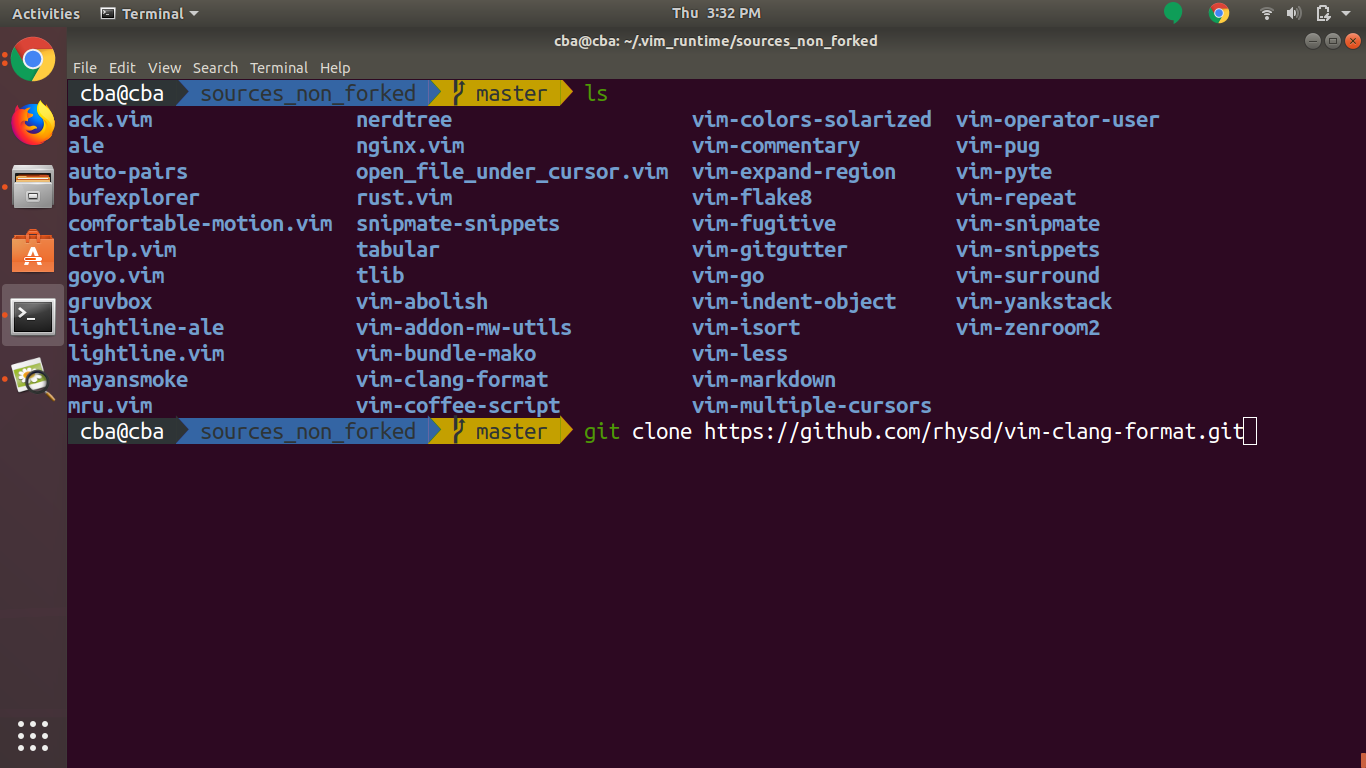 Activities Terminal Thu 3:32 PM
cba@cba: ~/.vim_runtime/sources_non_forked
File Edit View Search Terminal Help
cba@cba sources_non_forked master ls
ack.vim nerdtree vim-colors-solarized vim-operator-user
ale nginx.vim vim-commentary vim-pug
auto-pairs open_file_under_cursor.vim vim-expand-region vim-pyte
bufexplorer rust.vim vim-flake8 vim-repeat
comfortable-motion.vim snipmate-snippets vim-fugitive vim-snipmate
ctrlp.vim tabular vim-gitgutter vim-snippets
goyo.vim tlib vim-go vim-surround
gruvbox vim-abolish vim-indent-object vim-yankstack
lightline-ale vim-addon-mw-utils vim-isort vim-zenroom2
lightline.vim vim-bundle-mako vim-less
mayansmoke vim-clang-format vim-markdown
mru.vim vim-coffee-script vim-multiple-cursors
cba@cba sources_non_forked master git clone https://github.com/rhysd/vim-clang-format.git